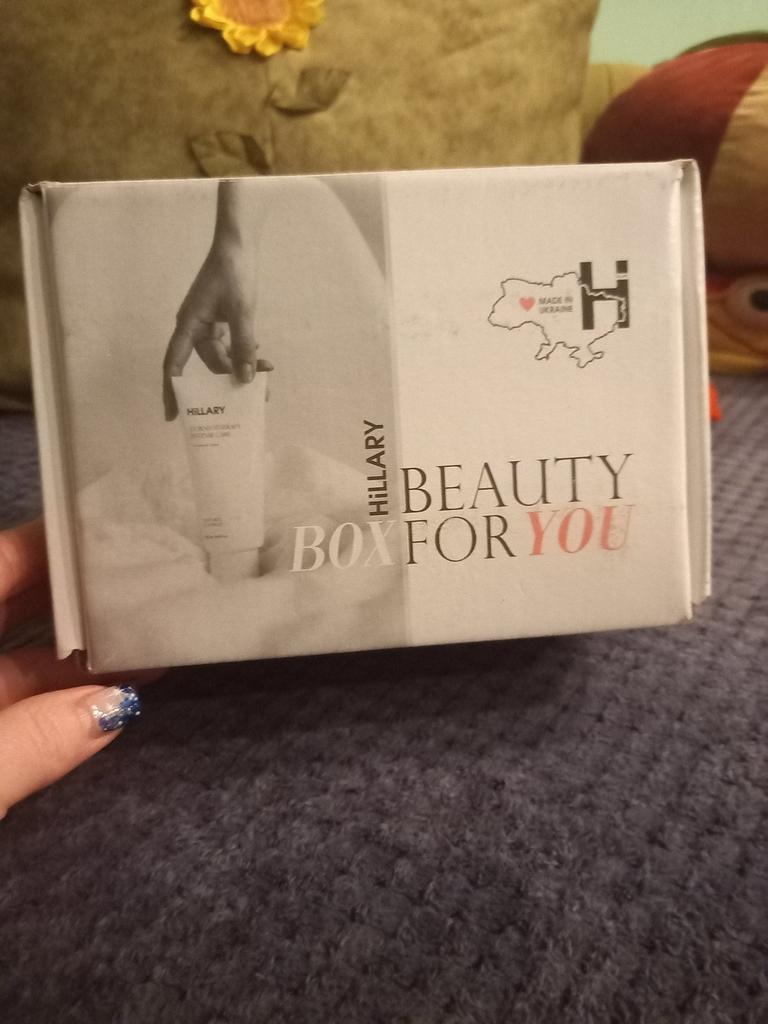 H
MADE IN
UKRAINE
HiLLARY
HiLLARY
BEAUTY
BOX FOR YOU